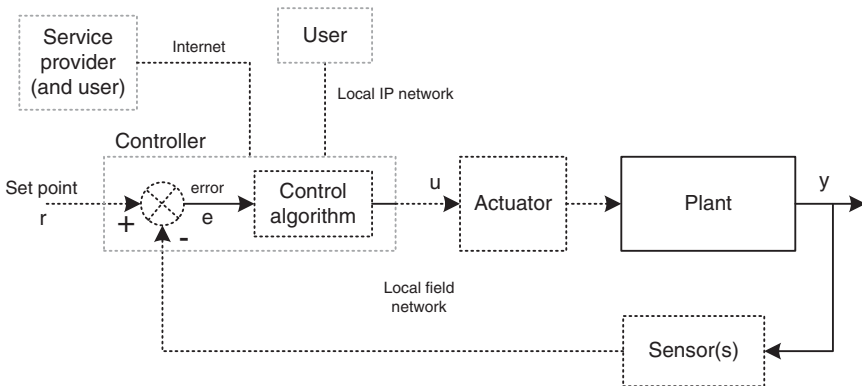 Service
provider
(and user)
Internet
User
Local IP network
Controller
Set point
r
+
-
error
e
Control
algorithm
u
Actuator
Plant
y
Local field
network
Sensor(s)